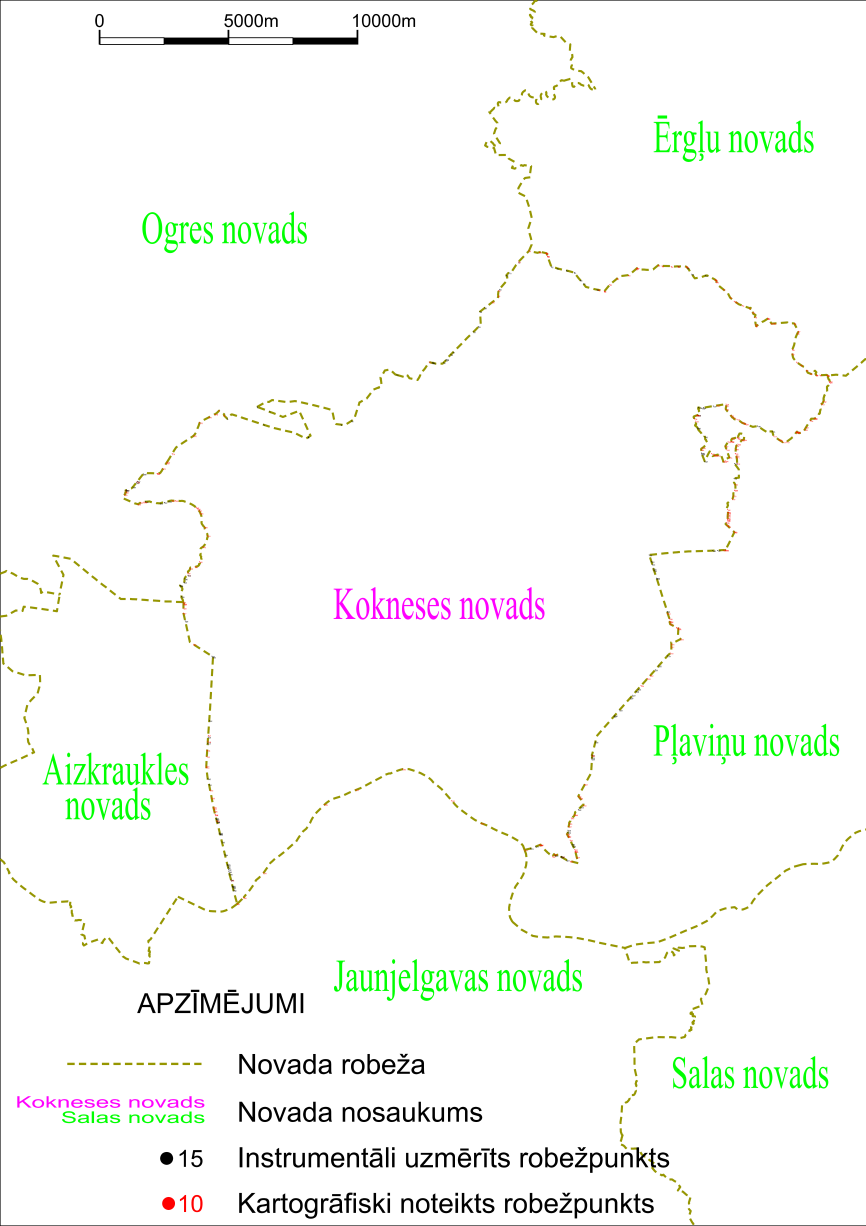 0 5000m 10000m
Ērgļu novads
Ogres novads
Kokneses novads
Pļaviņu novads
Aizkraukles
novads
Jaunjelgavas novads
APZĪMĒJUMI
Salas novads
Novada robeža
Kokneses novads
Salas novads
Novada nosaukums
15 Instrumentāli uzmērīts robežpunkts
10 Kartogrāfiski noteikts robežpunkts